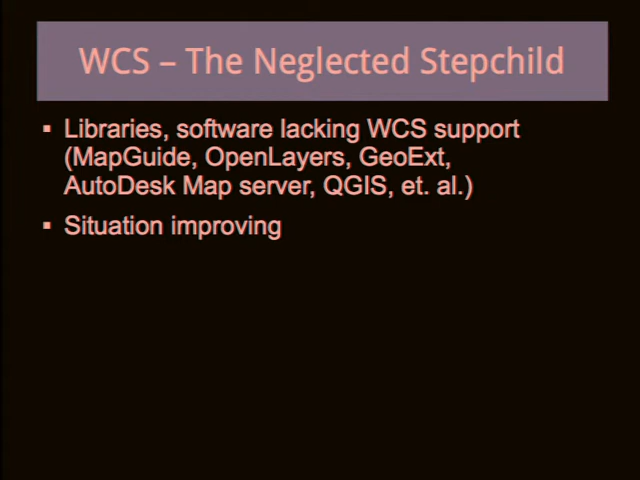 WCS – The Neglected Stepchild
▪ Libraries, software lacking WCS support
(MapGuide, OpenLayers, GeoExt,
AutoDesk Map server, QGIS, et. al.)
▪ Situation improving